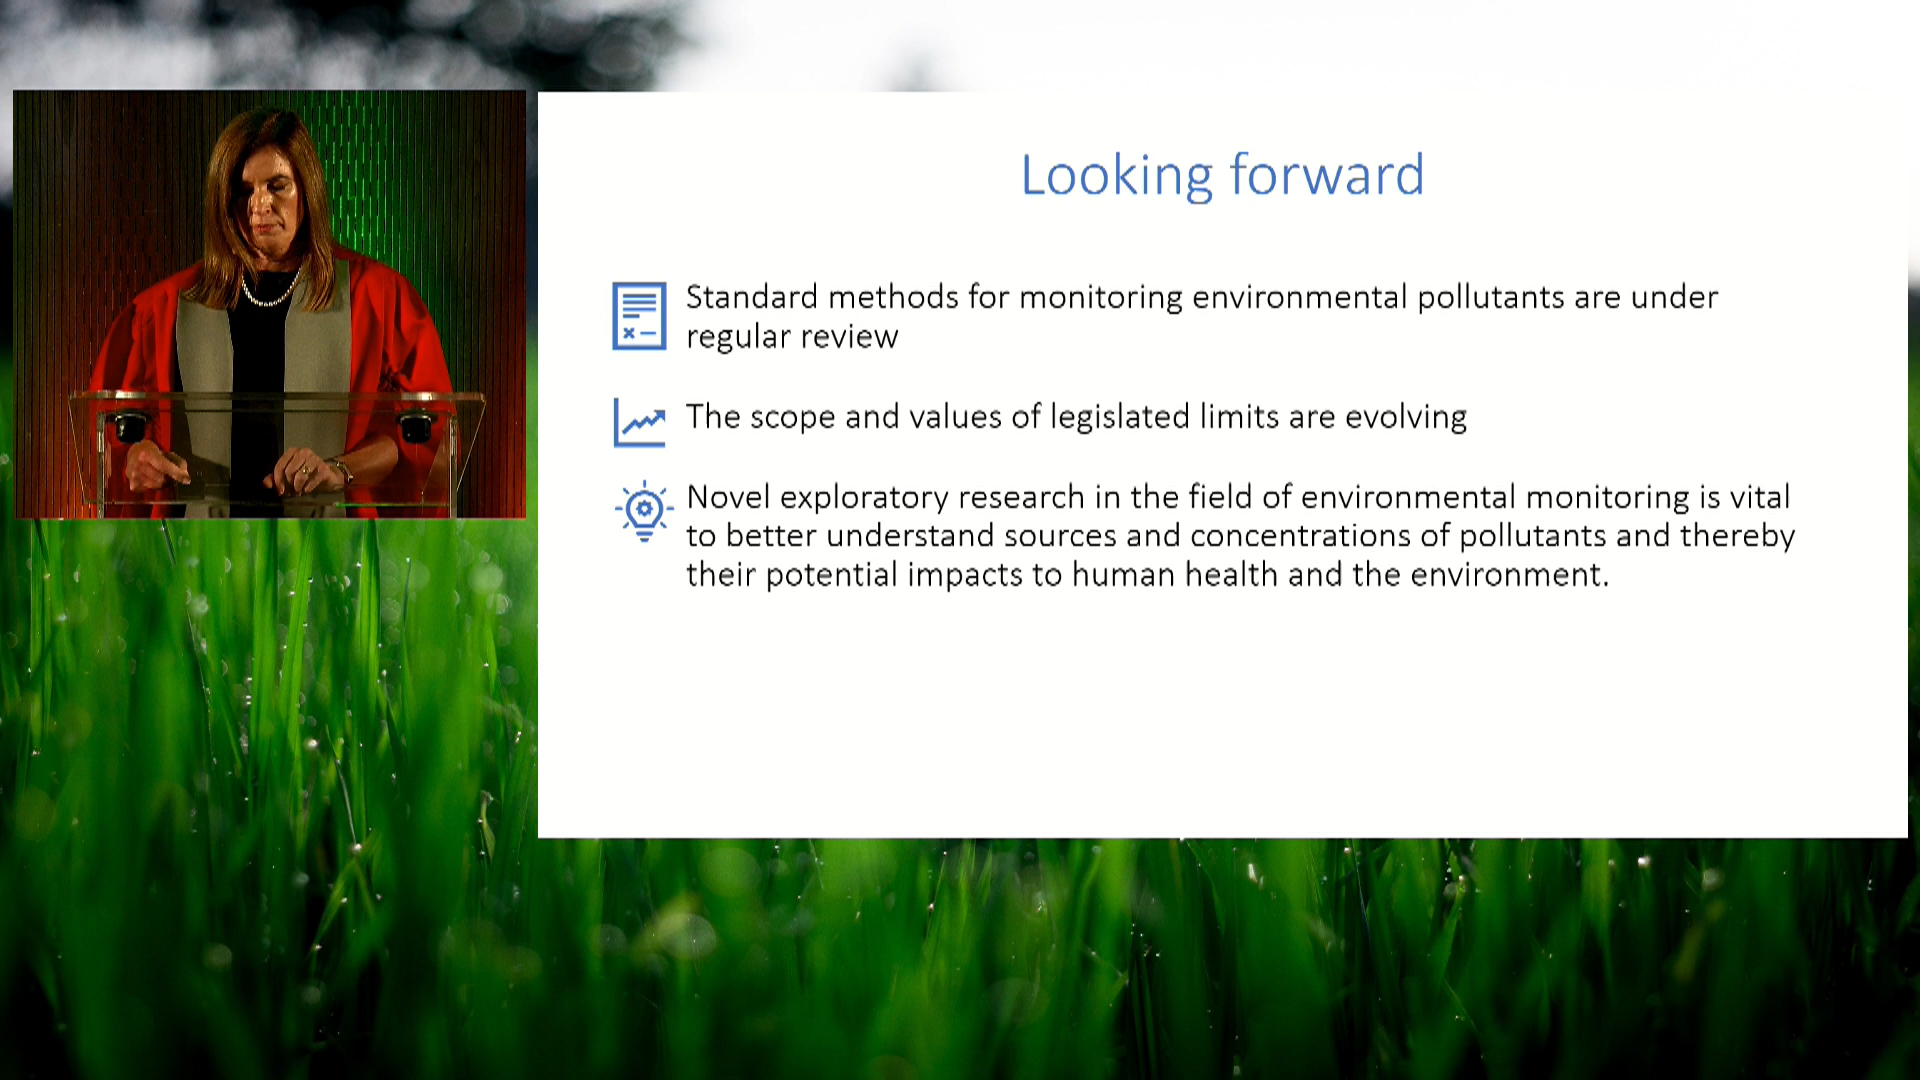 Looking forward
Standard methods for monitoring environmental pollutants are under
regular review
The scope and values of legislated limits are evolving
Novel exploratory research in the field of environmental monitoring is vital
to better understand sources and concentrations of pollutants and thereby
their potential impacts to human health and the environment.